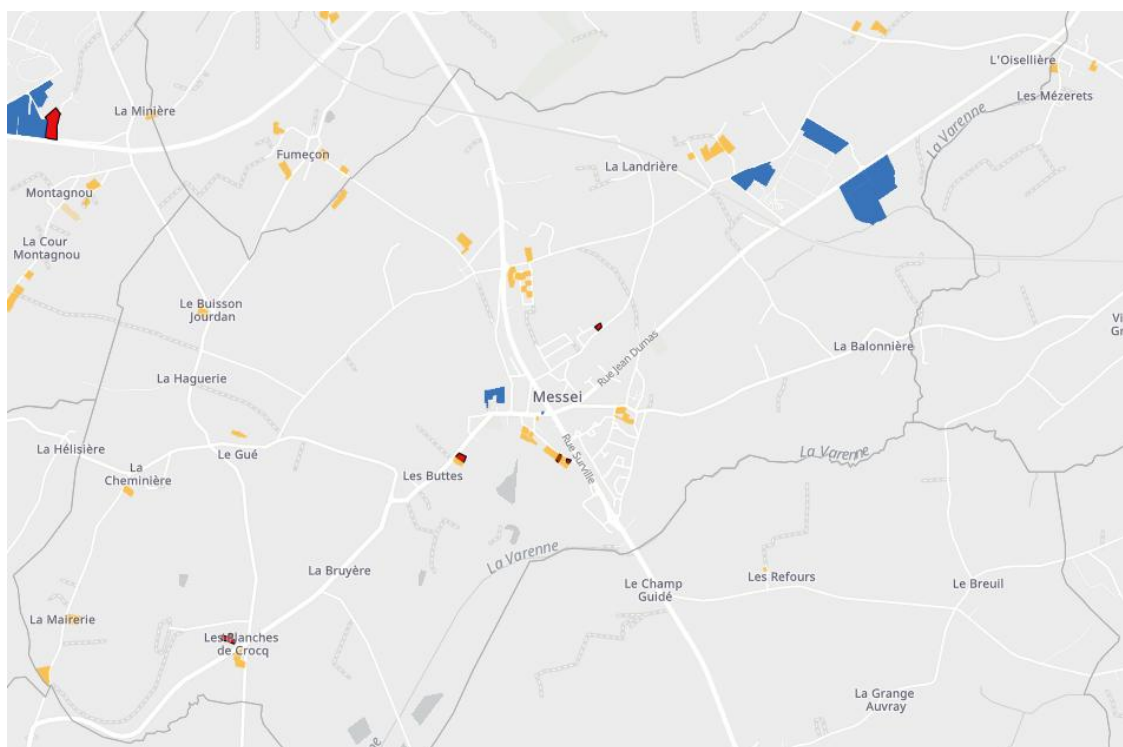 L'Oisellière
Les Mézerets
La Minière
La Varenne
Fumeçon
La Landrière
Montagnou
La Cour
Montagnou
Le Buisson
Jourdan
Vi
Gr
La Balonnière
Rue Jean Dumas
La Haguerie
Messei
La Hélisière
Le Gué
La Varenne
Rue Surville
La
Cheminière
Les Buttes
La Varenne
La Bruyère
Le Champ
Guidé
Les Refours
Le Breuil
La Mairerie
Les Planches
de Crocq
La Grange
Auvray